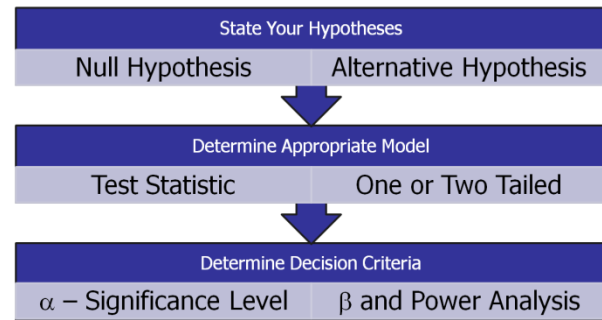 State Your Hypotheses
Null Hypothesis
Alternative Hypothesis
Determine Appropriate Model
Test Statistic
One or Two Tailed
Determine Decision Criteria
α – Significance Level
β and Power Analysis